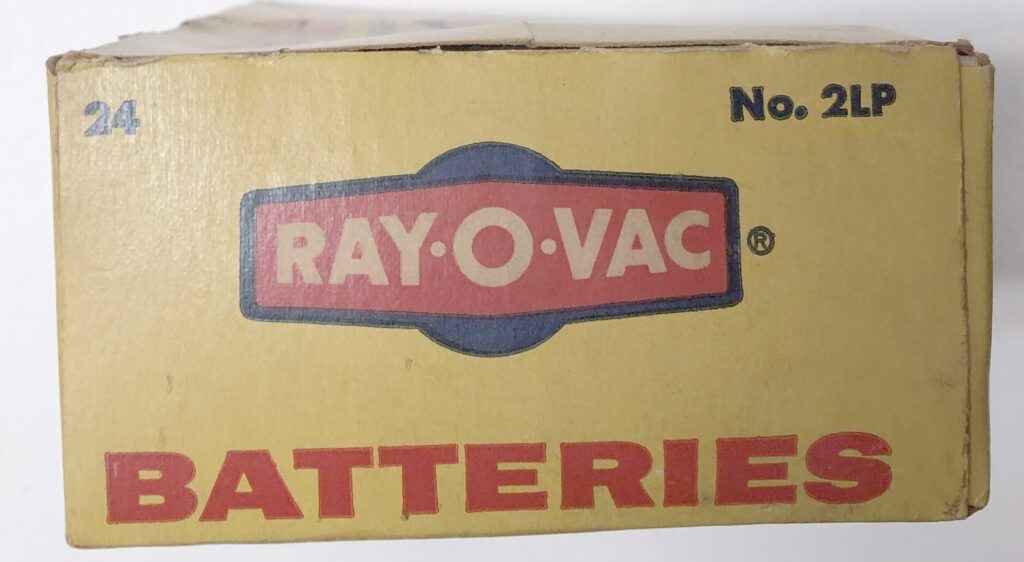 24 No. 2LP
RAY·O·VAC ®
BATTERIES